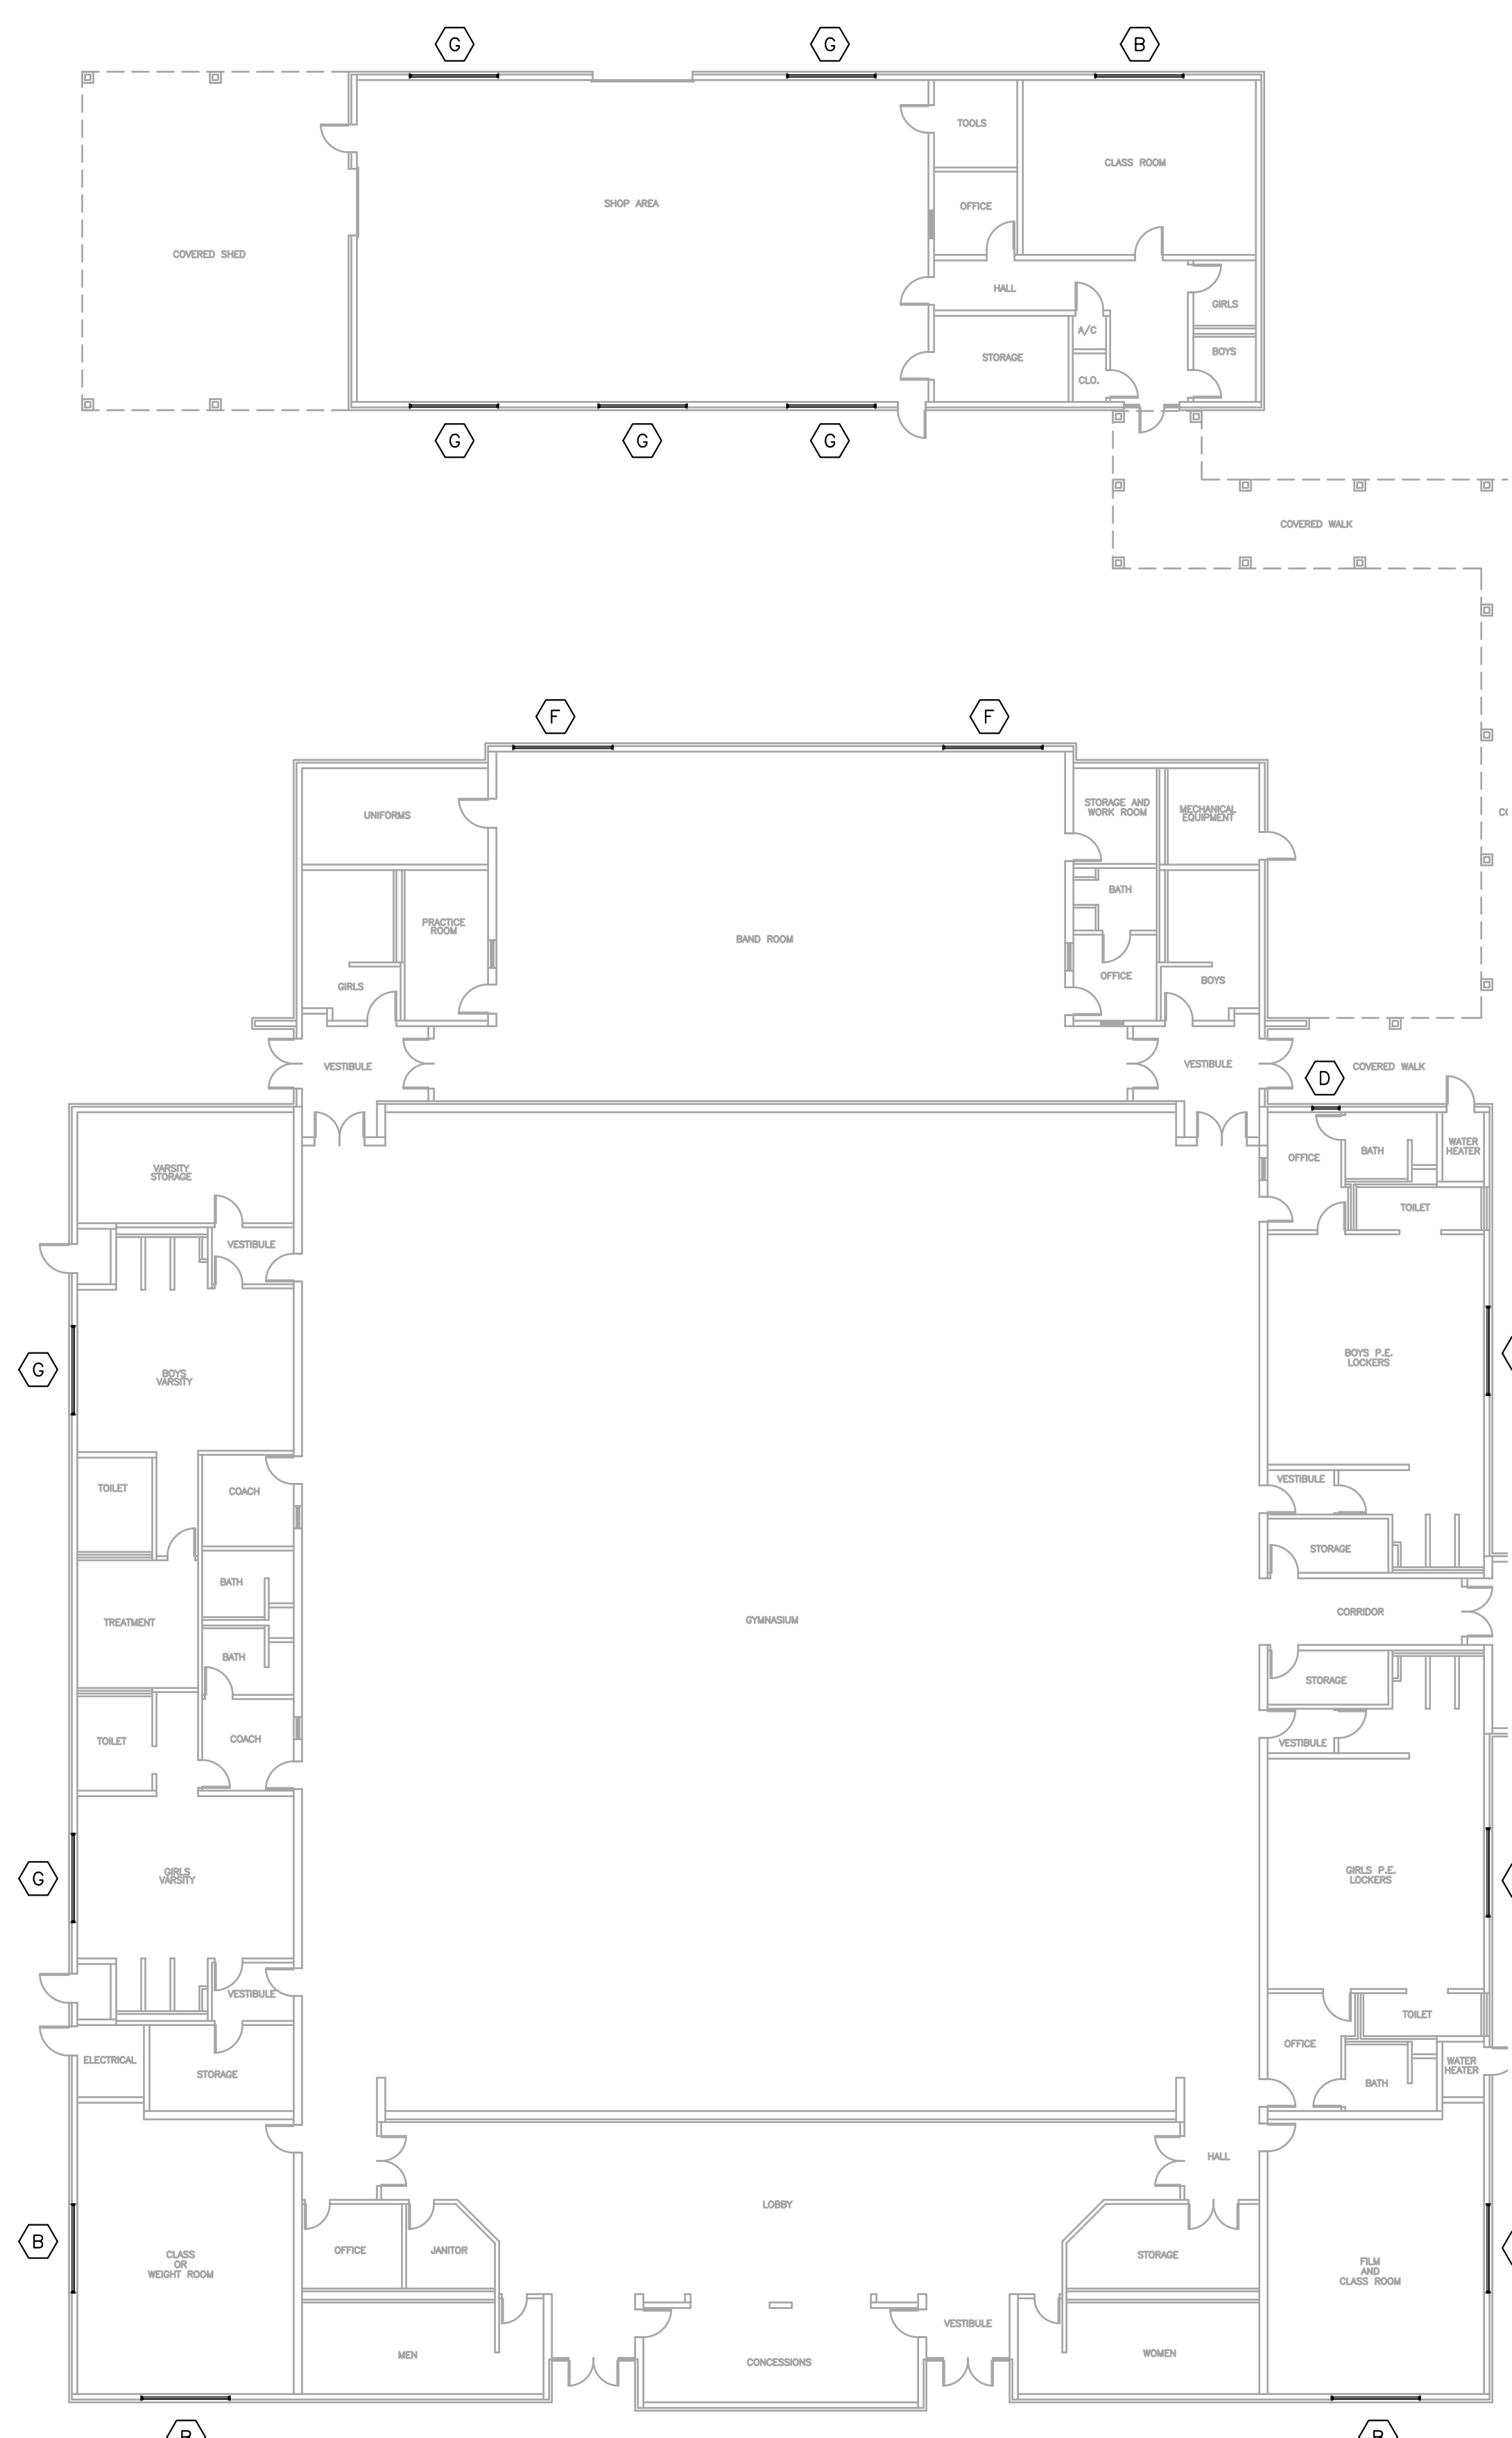 G
G
B
TOOLS
CLASS ROOM
SHOP AREA
OFFICE
COVERED SHED
HALL
GIRLS
A/C
BOYS
STORAGE
CLO.
G
G
G
COVERED WALK
F
F
UNIFORMS
STORAGE AND
WORK ROOM
MECHANICAL
EQUIPMENT
BATH
PRACTICE
ROOM
BAND ROOM
OFFICE
BOYS
GIRLS
VESTIBULE
VESTIBULE
COVERED WALK
D
VARSITY
STORAGE
OFFICE
BATH
WATER
HEATER
TOILET
VESTIBULE
G
BOYS
VARSITY
BOYS P.E.
LOCKERS
VESTIBULE
TOILET
COACH
STORAGE
BATH
TREATMENT
GYMNASIUM
CORRIDOR
BATH
STORAGE
TOILET
COACH
VESTIBULE
G
GIRLS
VARSITY
GIRLS P.E.
LOCKERS
VESTIBULE
TOILET
OFFICE
ELECTRICAL
STORAGE
WATER
HEATER
BATH
HALL
LOBBY
B
CLASS
OR
WEIGHT ROOM
OFFICE
JANITOR
STORAGE
FILM
AND
CLASS ROOM
VESTIBULE
MEN
CONCESSIONS
WOMEN
B
B